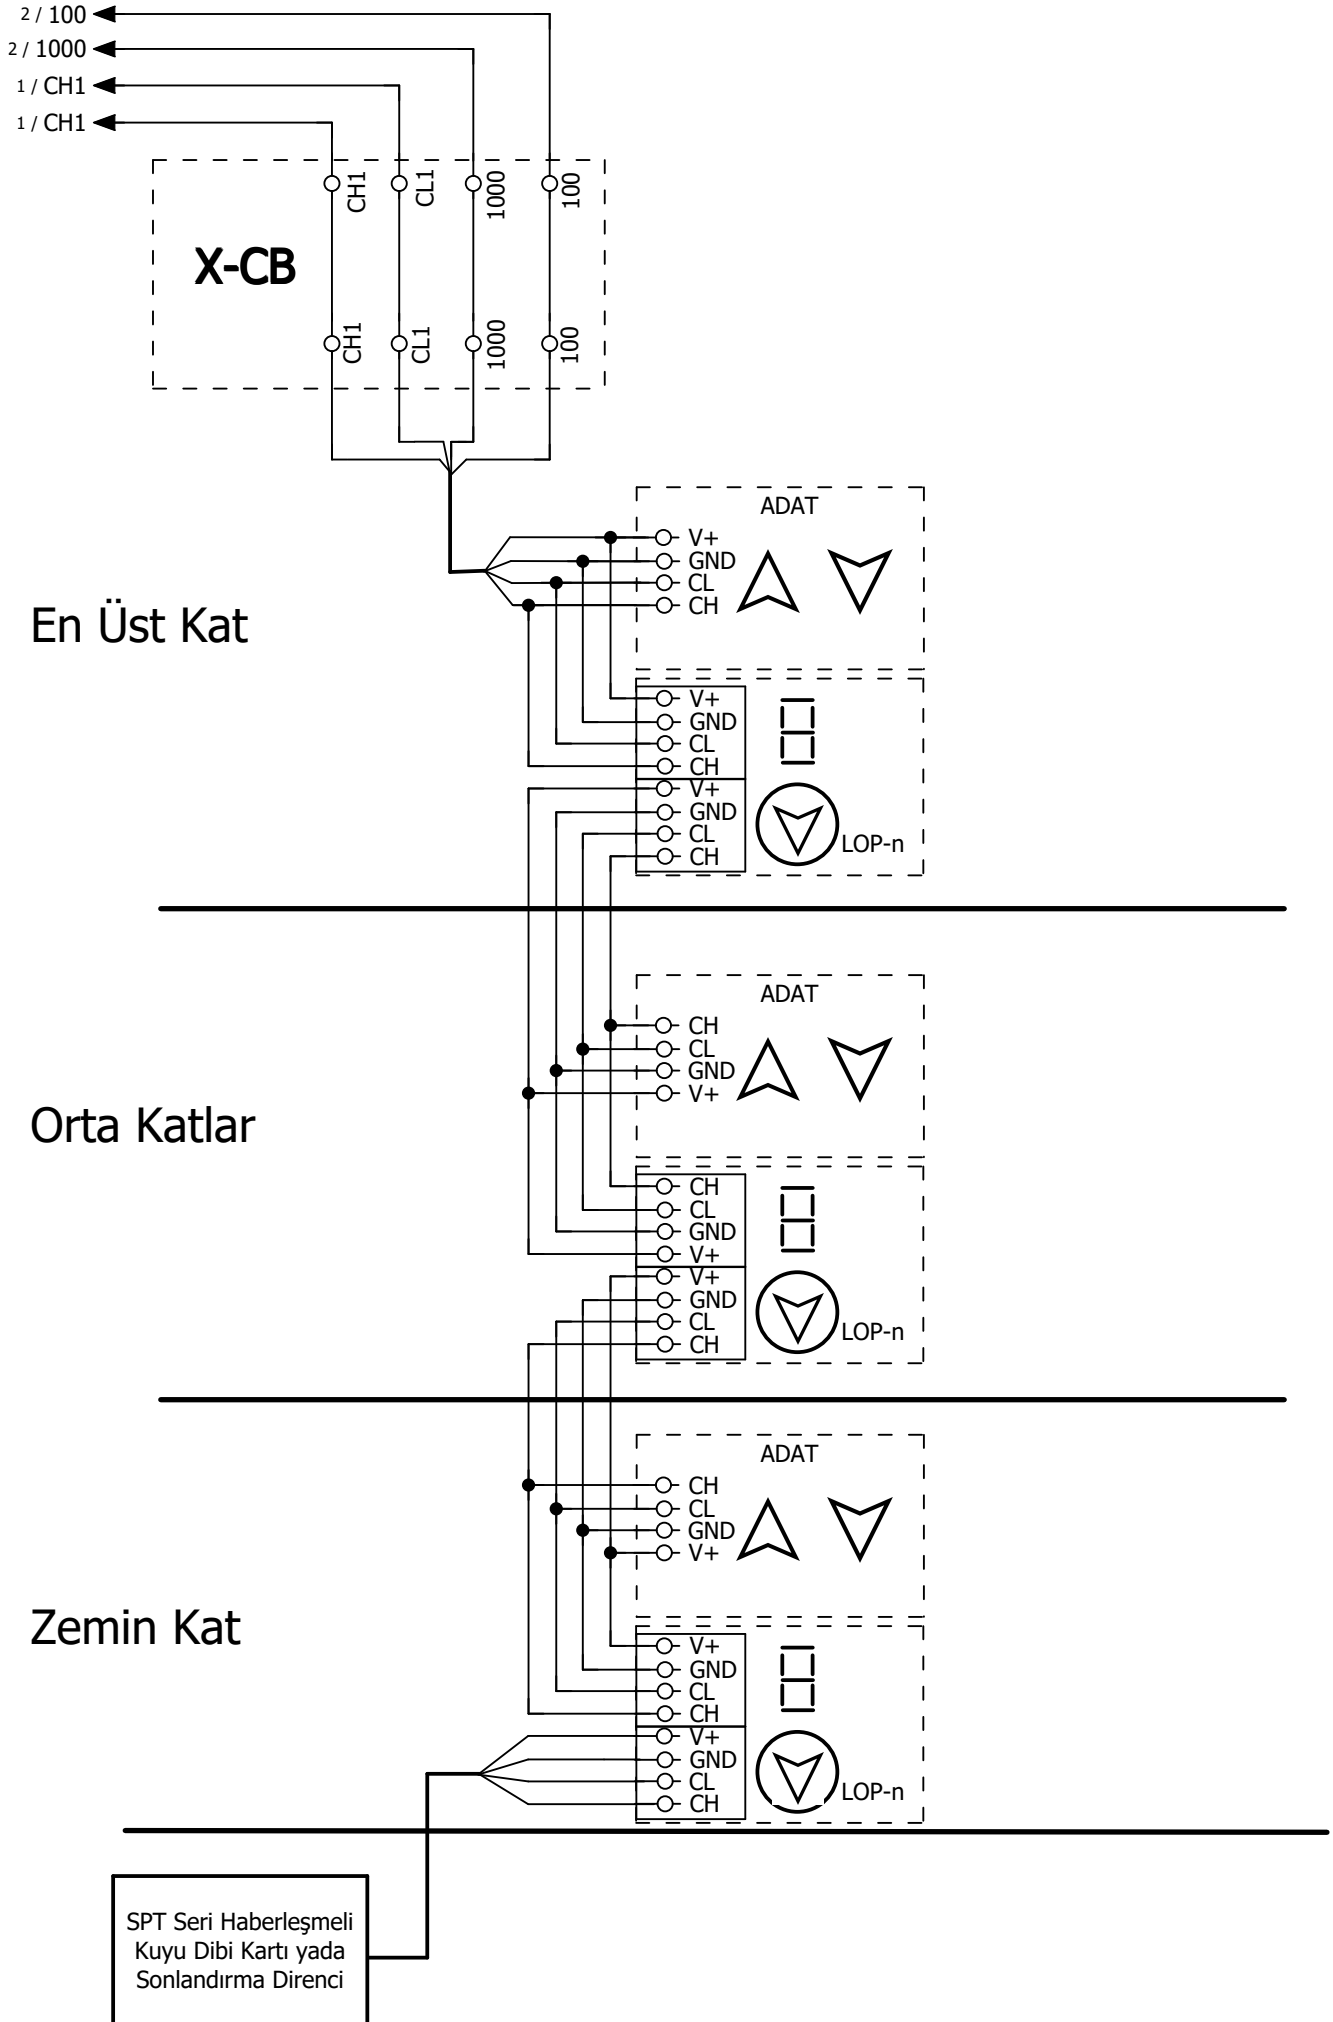 2 / 100
2 / 1000
1 / CH1
1 / CH1
CH1
CL1
1000
100
X-CB
CH1
CL1
1000
100
En Üst Kat
ADAT
V+
GND
CL
CH
V+
GND
CL
CH
V+
GND
CL
CH
LOP-n
Orta Katlar
ADAT
CH
CL
GND
V+
CH
CL
GND
V+
V+
GND
CL
CH
LOP-n
Zemin Kat
ADAT
CH
CL
GND
V+
V+
GND
CL
CH
V+
GND
CL
CH
LOP-n
SPT Seri Haberleşmeli
Kuyu Dibi Kartı yada
Sonlandırma Direnci